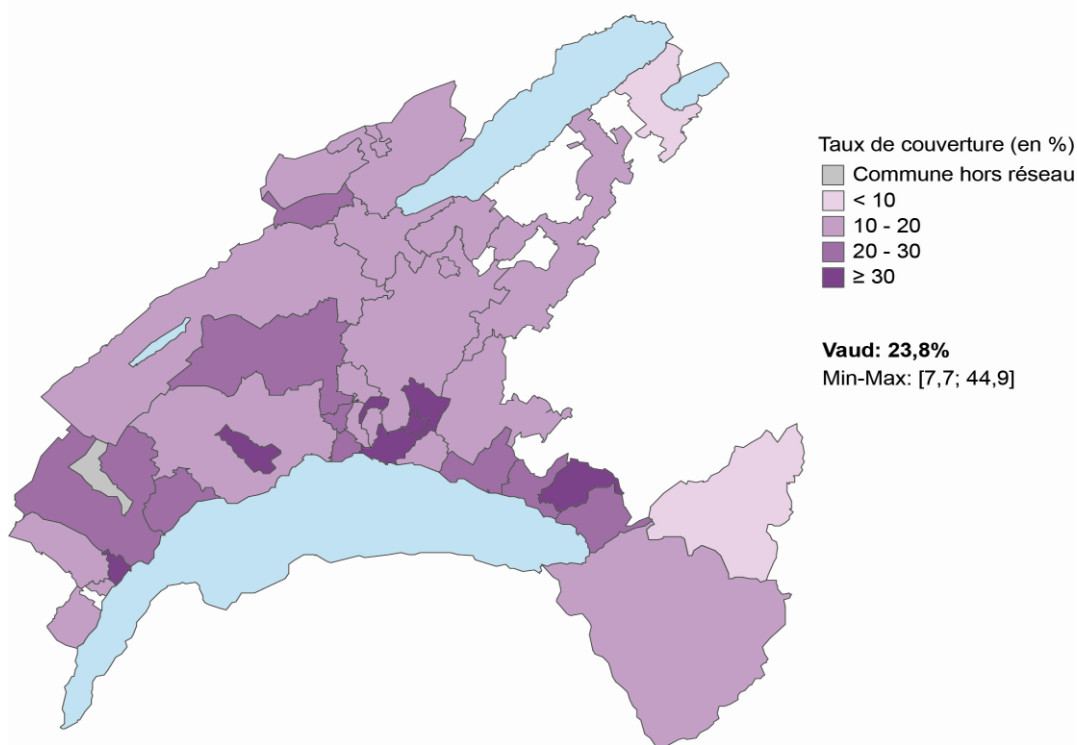 Taux de couverture (en %)
Commune hors réseau
< 10
10 - 20
20 - 30
≥ 30
Vaud: 23,8%
Min-Max: [7,7; 44,9]